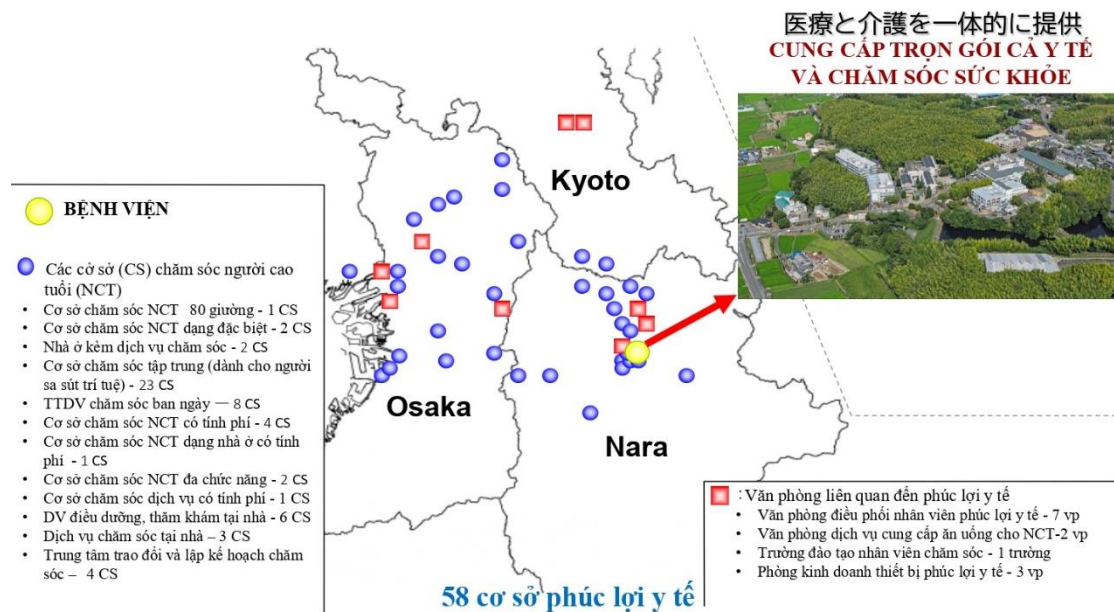 医療と介護を一体的に提供
CUNG CẤP TRỌN GÓI CẢ Y TẾ
VÀ CHĂM SÓC SỨC KHỎE
Kyoto
Osaka
Nara
BỆNH VIỆN
Các cở sở (CS) chăm sóc người cao
tuổi (NCT)
• Cơ sở chăm sóc NCT 80 giường - 1 CS
• Cơ sở chăm sóc NCT dạng đặc biệt - 2 CS
• Nhà ở kèm dịch vụ chăm sóc - 2 CS
• Cơ sở chăm sóc tập trung (dành cho người
sa sút trí tuệ) - 23 CS
• TTDV chăm sóc ban ngày — 8 CS
• Cơ sở chăm sóc NCT có tính phí - 4 CS
• Cơ sở chăm sóc NCT dạng nhà ở có tính
phí - 1 CS
• Cơ sở chăm sóc NCT đa chức năng - 2 CS
• Cơ sở chăm sóc dịch vụ có tính phí - 1 CS
• DV điều dưỡng, thăm khám tại nhà - 6 CS
• Dịch vụ chăm sóc tại nhà – 3 CS
• Trung tâm trao đổi và lập kế hoạch chăm
sóc – 4 CS
: Văn phòng liên quan đến phúc lợi y tế
• Văn phòng điều phối nhân viên phúc lợi y tế - 7 vp
• Văn phòng dịch vụ cung cấp ăn uống cho NCT-2 vp
• Trường đào tạo nhân viên chăm sóc - 1 trường
• Phòng kinh doanh thiết bị phúc lợi y tế - 3 vp
58 cơ sở phúc lợi y tế